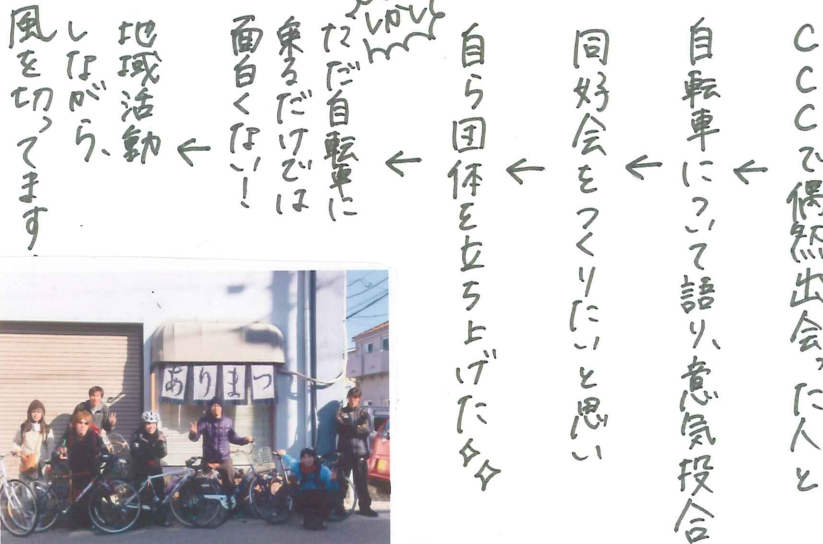 CCCで偶然出会った人と
←
自転車について語り、意気投合
←
同好会をつくりたいと思い
←
自ら団体を立ち上げた
←
しかし
ただ自転車に
乗るだけでは
面白くない!
←
地域活動
しながら、
風を切ってます
ありまつ